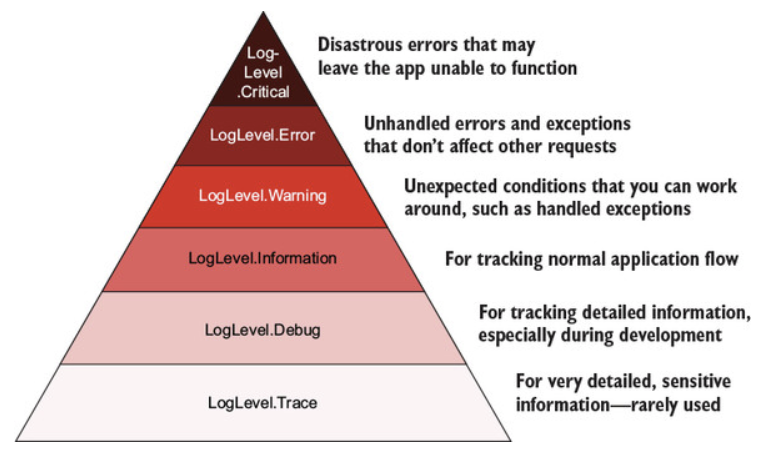 Log-
Level
.Critical
Disastrous errors that may
leave the app unable to function
LogLevel.Error
Unhandled errors and exceptions
that don't affect other requests
LogLevel.Warning
Unexpected conditions that you can work
around, such as handled exceptions
LogLevel.Information
For tracking normal application flow
LogLevel.Debug
For tracking detailed information,
especially during development
LogLevel.Trace
For very detailed, sensitive
information—rarely used